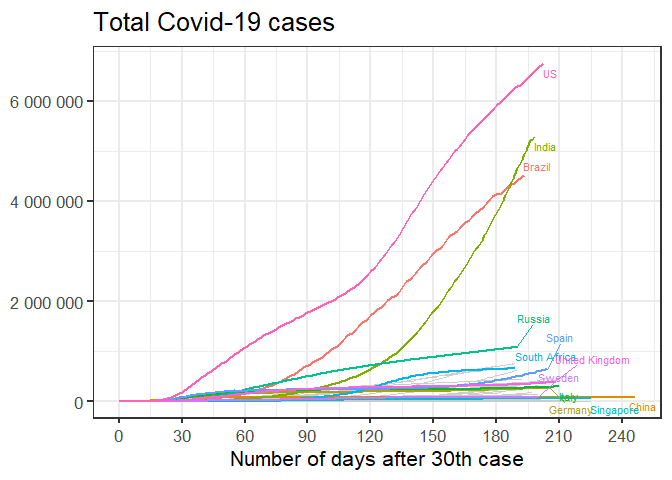 Total Covid-19 cases
US
6 000 000
India
Brazil
4 000 000
2 000 000
Russia
Spain
South Africa
United Kingdom
Sweden
0
Italy
Germany
Singapore
China
0 30 60 90 120 150 180 210 240
Number of days after 30th case